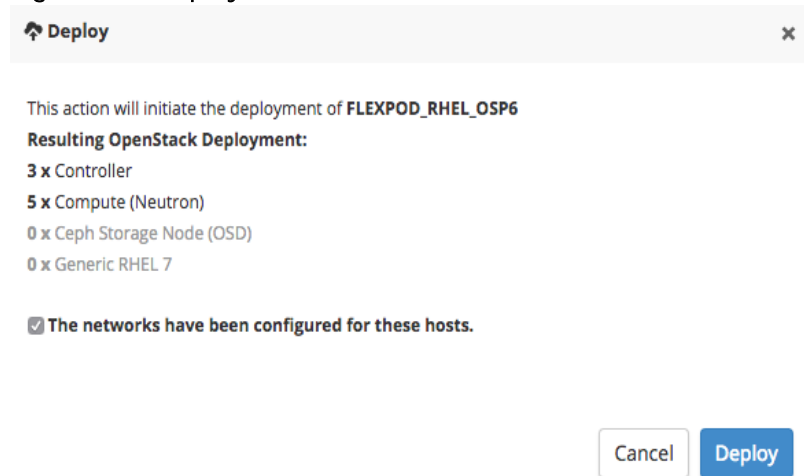 Deploy
×
This action will initiate the deployment of FLEXPOD_RHEL_OSP6
Resulting OpenStack Deployment:
3 x Controller
5 x Compute (Neutron)
0 x Ceph Storage Node (OSD)
0 x Generic RHEL 7
The networks have been configured for these hosts.
Cancel Deploy